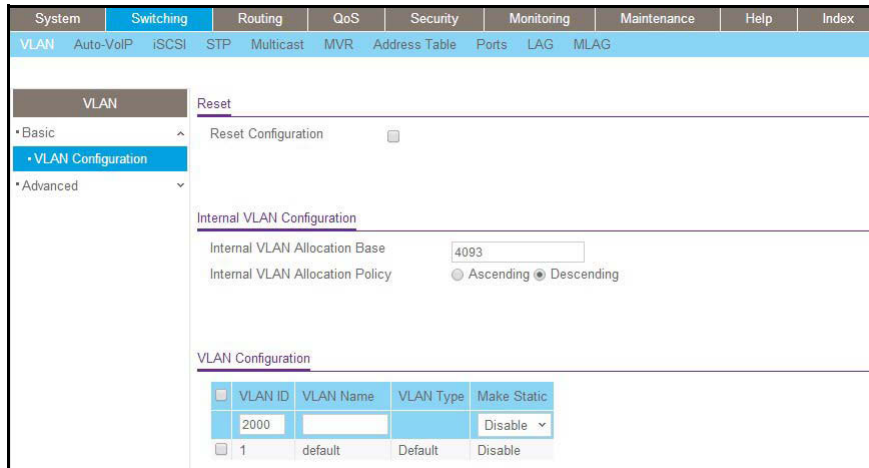 System Switching Routing QoS Security Monitoring Maintenance Help Index
VLAN Auto-VoIP iSCSI STP Multicast MVR Address Table Ports LAG MLAG
VLAN
Basic
VLAN Configuration
Advanced
Reset
Reset Configuration
Internal VLAN Configuration
Internal VLAN Allocation Base 4093
Internal VLAN Allocation Policy Ascending Descending
VLAN Configuration
VLAN ID VLAN Name VLAN Type Make Static
2000 Disable
1 default Default Disable